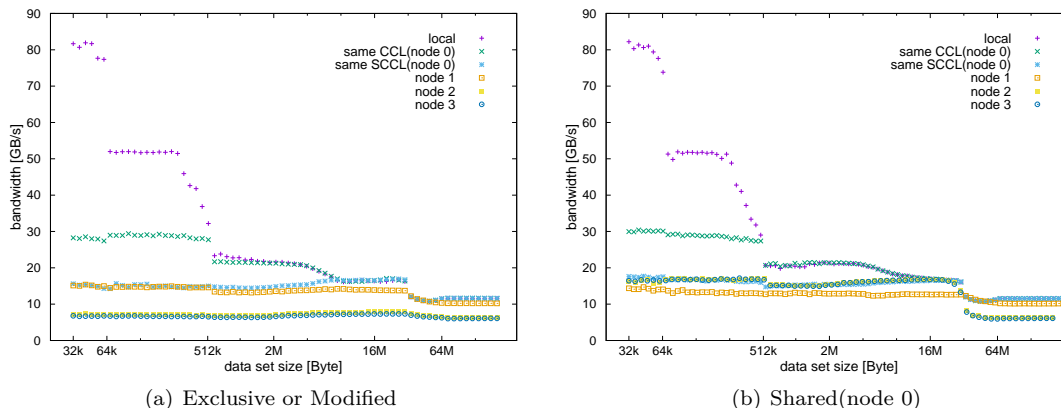 90
80
70
60
50
40
30
20
10
0
bandwidth [GB/s]
local
same CCL(node 0)
same SCCL(node 0)
node 1
node 2
node 3
32k 64k 512k 2M 16M 64M
data set size [Byte]
(a) Exclusive or Modified
90
80
70
60
50
40
30
20
10
0
bandwidth [GB/s]
local
same CCL(node 0)
same SCCL(node 0)
node 1
node 2
node 3
32k 64k 512k 2M 16M 64M
data set size [Byte]
(b) Shared(node 0)